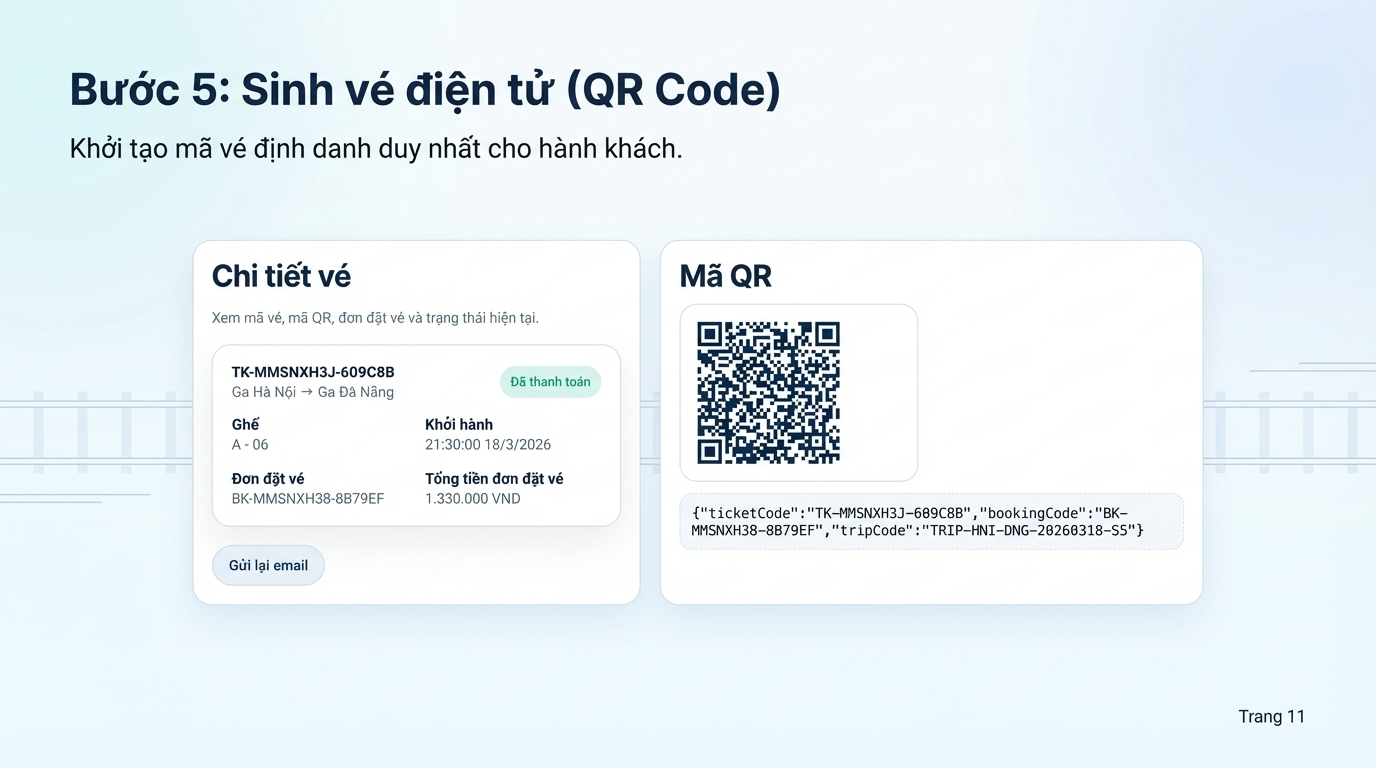 Bước 5: Sinh vé điện tử (QR Code)
Khởi tạo mã vé định danh duy nhất cho hành khách.
Chi tiết vé
Xem mã vé, mã QR, đơn đặt vé và trạng thái hiện tại.
TK-MMSNXH3J-609C8B
Ga Hà Nội → Ga Đà Nẵng
Đã thanh toán
Ghế
A - 06
Khởi hành
21:30:00 18/3/2026
Đơn đặt vé
BK-MMSNXH38-8B79EF
Tổng tiền đơn đặt vé
1.330.000 VND
Gửi lại email
Mã QR
{"ticketCode":"TK-MMSNXH3J-609C8B","bookingCode":"BK-
MMSNXH38-8B79EF","tripCode":"TRIP-HNI-DNG-20260318-S5"}
Trang 11